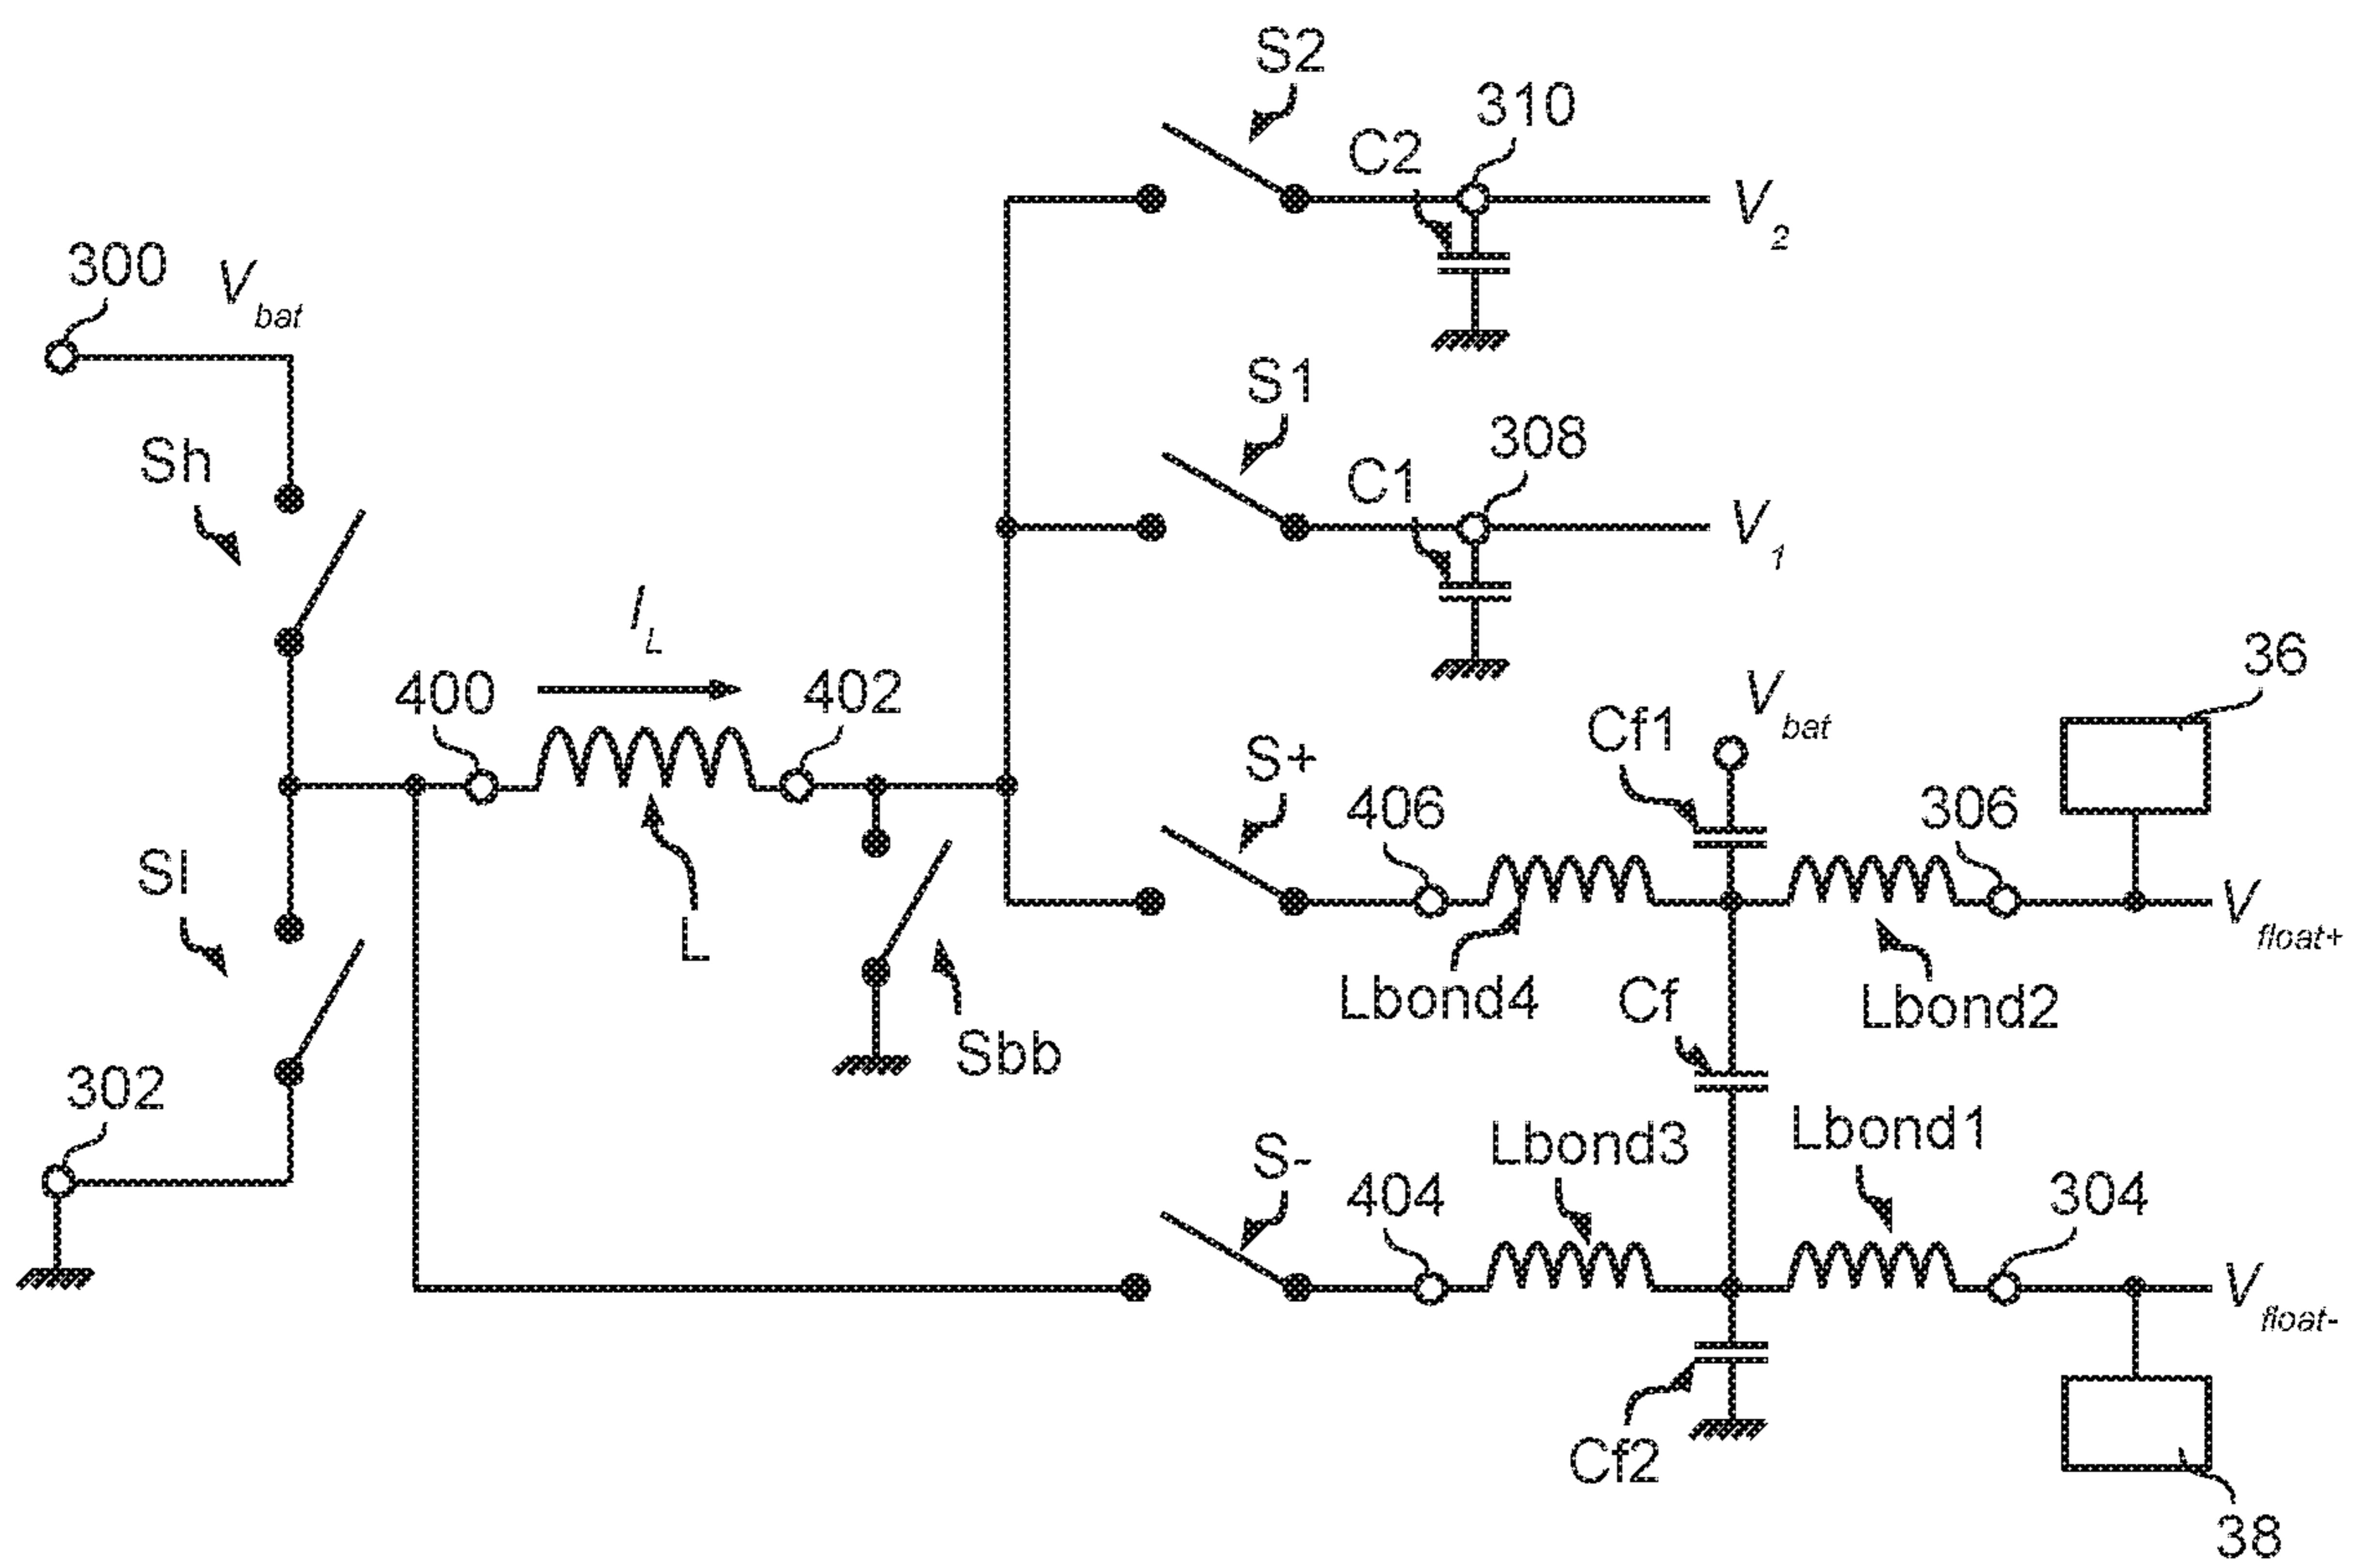 S2
310
C2
V2
300
Vbat
S1
308
C1
V1
Sh
IL
36
400
402
Vbat
Cf1
S+
406
306
Sl
L
Vfloat+
Lbond4
Cf
Lbond2
Sbb
302
Lbond3
Lbond1
S-
404
304
Vfloat-
Cf2
38